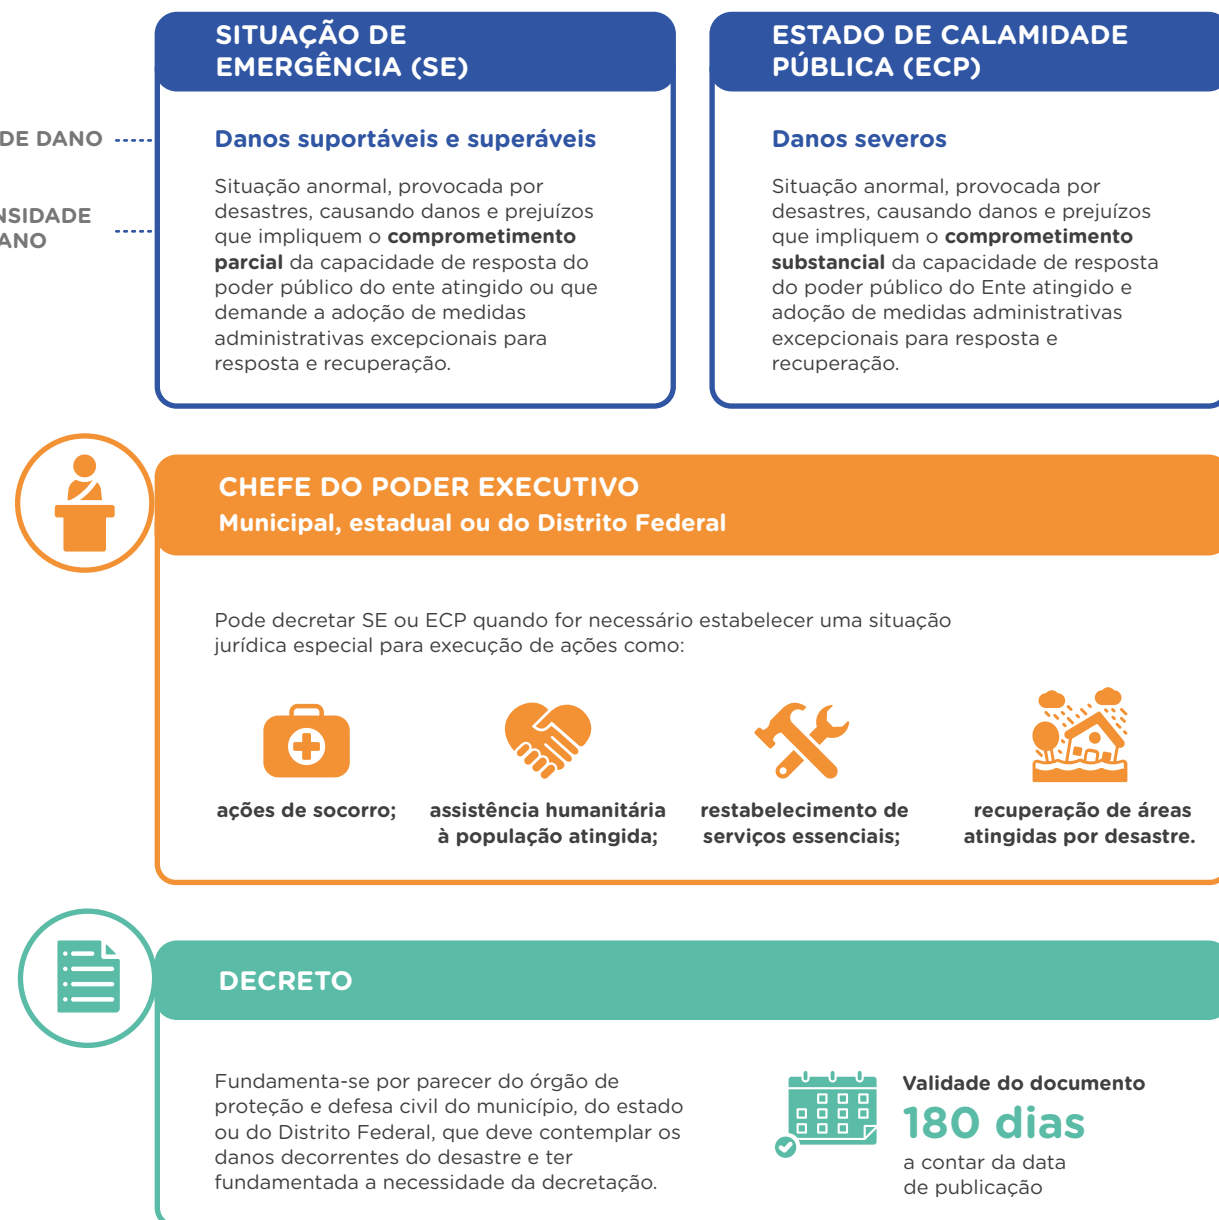 SITUAÇÃO DE
EMERGÊNCIA (SE)
ESTADO DE CALAMIDADE
PÚBLICA (ECP)
DE DANO
NSIDADE
ANO
Danos suportáveis e superáveis
Situação anormal, provocada por
desastres, causando danos e prejuízos
que impliquem o comprometimento
parcial da capacidade de resposta do
poder público do ente atingido ou que
demande a adoção de medidas
administrativas excepcionais para
resposta e recuperação.
Danos severos
Situação anormal, provocada por
desastres, causando danos e prejuízos
que impliquem o comprometimento
substancial da capacidade de resposta
do poder público do Ente atingido e
adoção de medidas administrativas
excepcionais para resposta e
recuperação.
CHEFE DO PODER EXECUTIVO
Municipal, estadual ou do Distrito Federal
Pode decretar SE ou ECP quando for necessário estabelecer uma situação
jurídica especial para execução de ações como:
ações de socorro;
assistência humanitária
à população atingida;
restabelecimento de
serviços essenciais;
recuperação de áreas
atingidas por desastre.
DECRETO
Fundamenta-se por parecer do órgão de
proteção e defesa civil do município, do estado
ou do Distrito Federal, que deve contemplar os
danos decorrentes do desastre e ter
fundamentada a necessidade da decretação.
Validade do documento
180 dias
a contar da data
de publicação